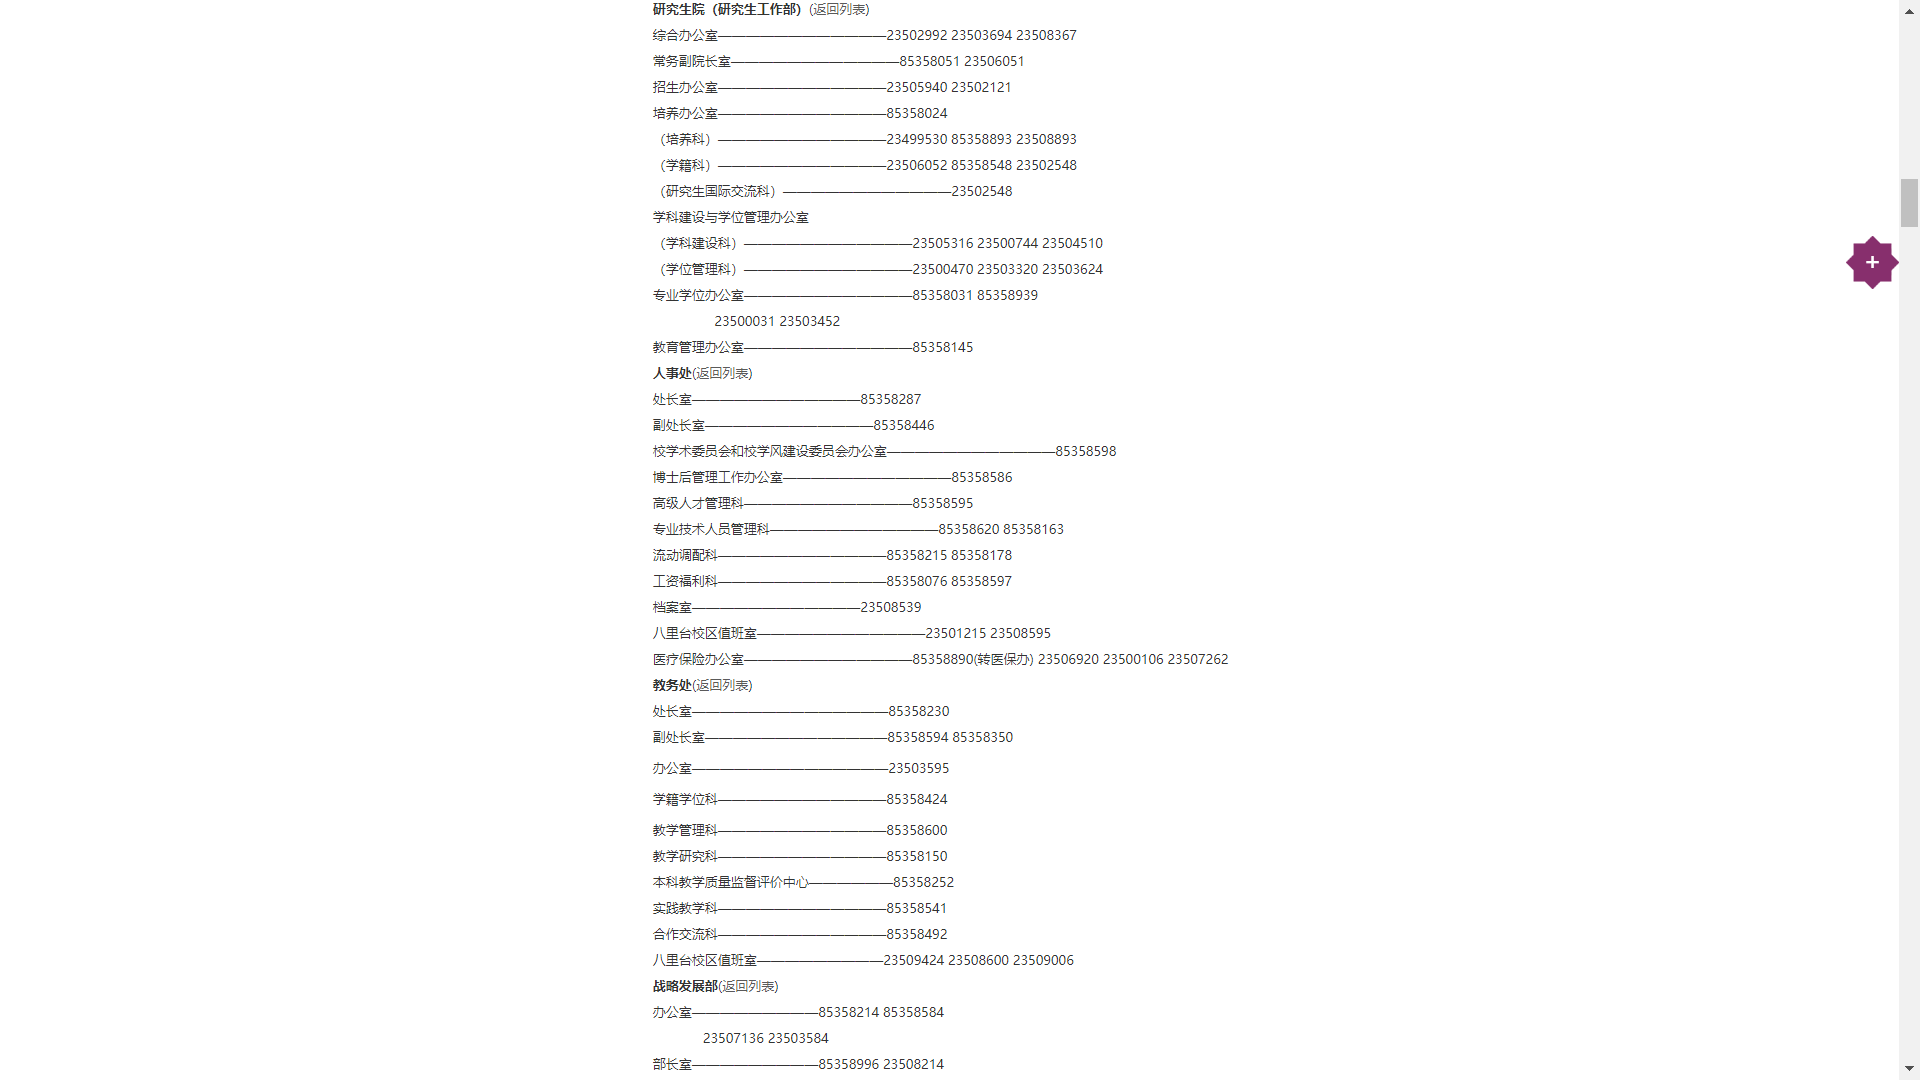 研究生院（研究生工作部）(返回列表)
综合办公室————————————23502992 23503694 23508367
常务副院长室————————————85358051 23506051
招生办公室————————————23505940 23502121
培养办公室————————————85358024
（培养科）————————————23499530 85358893 23508893
（学籍科）————————————23506052 85358548 23502548
（研究生国际交流科）————————————23502548
学科建设与学位管理办公室
（学科建设科）————————————23505316 23500744 23504510
（学位管理科）————————————23500470 23503320 23503624
专业学位办公室————————————85358031 85358939
23500031 23503452
教育管理办公室————————————85358145
人事处(返回列表)
处长室————————————85358287
副处长室————————————85358446
校学术委员会和校学风建设委员会办公室————————————85358598
博士后管理工作办公室————————————85358586
高级人才管理科————————————85358595
专业技术人员管理科————————————85358620 85358163
流动调配科————————————85358215 85358178
工资福利科————————————85358076 85358597
档案室————————————23508539
八里台校区值班室————————————23501215 23508595
医疗保险办公室————————————85358890(转医保办) 23506920 23500106 23507262
教务处(返回列表)
处长室——————————————85358230
副处长室—————————————85358594 85358350
办公室——————————————23503595
学籍学位科————————————85358424
教学管理科————————————85358600
教学研究科————————————85358150
本科教学质量监督评价中心——————85358252
实践教学科————————————85358541
合作交流科————————————85358492
八里台校区值班室—————————23509424 23508600 23509006
战略发展部(返回列表)
办公室—————————85358214 85358584
23507136 23503584
部长室—————————85358996 23508214